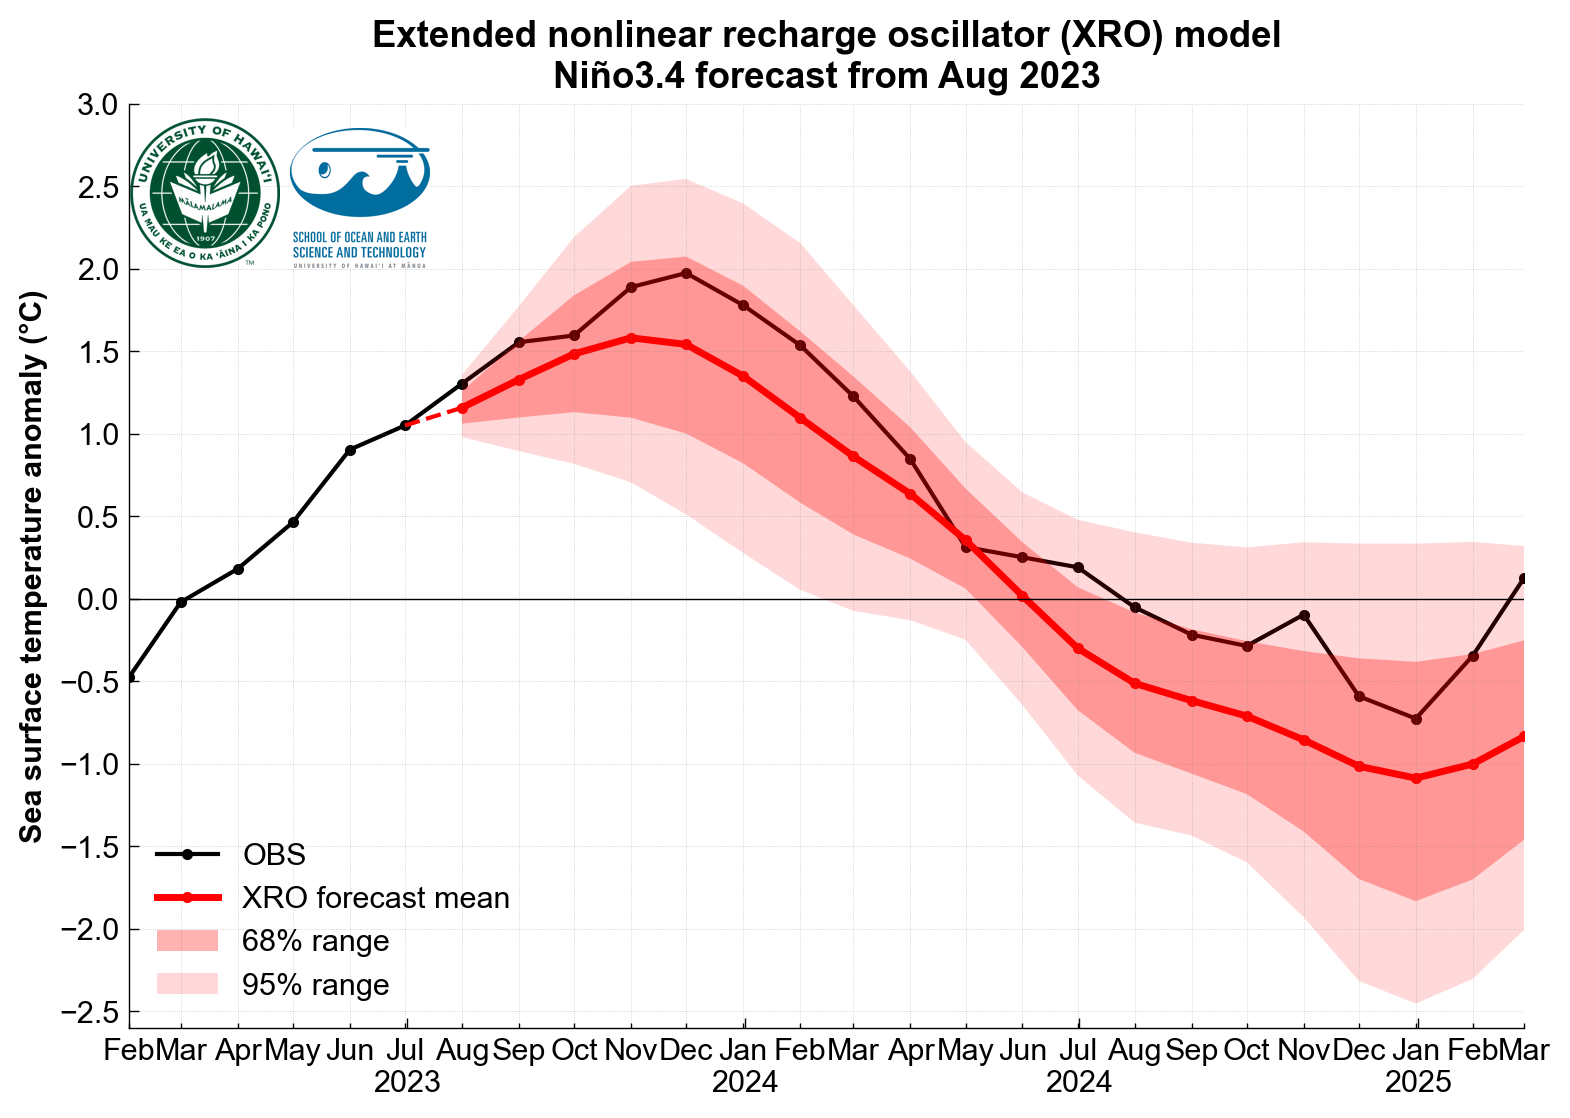 Extended nonlinear recharge oscillator (XRO) model
Niño3.4 forecast from Aug 2023
3.0
2.5
2.0
1.5
1.0
0.5
0.0
−0.5
−1.0
−1.5
−2.0
−2.5
Sea surface temperature anomaly (°C)
UNIVERSITY OF HAWAIʻI
MĀLAMALAMA
1907
UA MAU KE EA O KA ʻĀINA I KA PONO
TM
SCHOOL OF OCEAN AND EARTH
SCIENCE AND TECHNOLOGY
UNIVERSITY OF HAWAIʻI AT MĀNOA
OBS
XRO forecast mean
68% range
95% range
Feb Mar Apr May Jun Jul Aug Sep Oct Nov Dec Jan Feb Mar Apr May Jun Jul Aug Sep Oct Nov Dec Jan Feb Mar
2023 2024 2024 2025